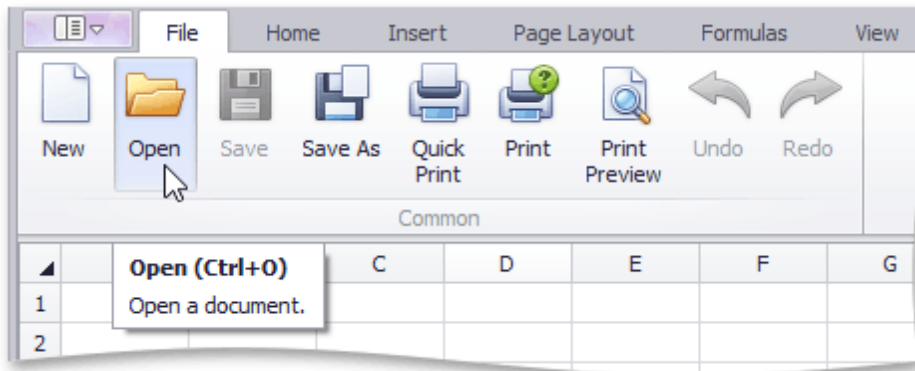 File Home Insert Page Layout Formulas View
New Open Save Save As Quick Print Print Print Preview Undo Redo
Common
C D E F G
Open (Ctrl+O)
Open a document.
1
2